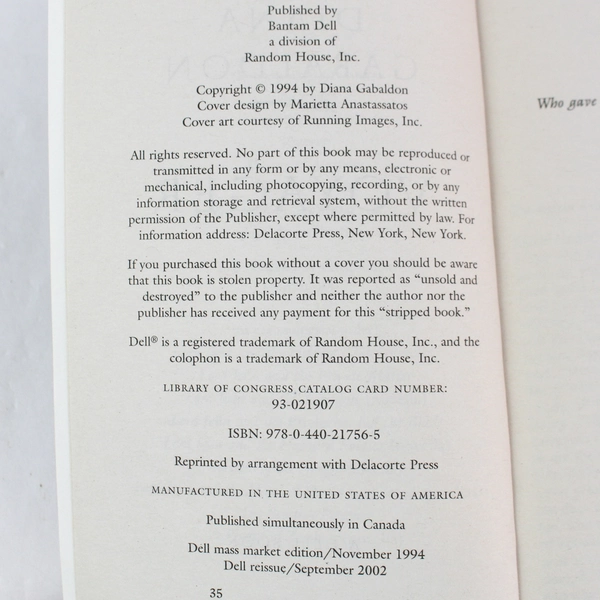 Published by
Bantam Dell
a division of
Random House, Inc.
Copyright © 1994 by Diana Gabaldon
Cover design by Marietta Anastassatos
Cover art courtesy of Running Images, Inc.
All rights reserved. No part of this book may be reproduced or
transmitted in any form or by any means, electronic or
mechanical, including photocopying, recording, or by any
information storage and retrieval system, without the written
permission of the Publisher, except where permitted by law. For
information address: Delacorte Press, New York, New York.
If you purchased this book without a cover you should be aware
that this book is stolen property. It was reported as “unsold and
destroyed” to the publisher and neither the author nor the
publisher has received any payment for this “stripped book.”
Dell® is a registered trademark of Random House, Inc., and the
colophon is a trademark of Random House, Inc.
LIBRARY OF CONGRESS CATALOG CARD NUMBER:
93-021907
ISBN: 978-0-440-21756-5
Reprinted by arrangement with Delacorte Press
MANUFACTURED IN THE UNITED STATES OF AMERICA
Published simultaneously in Canada
Dell mass market edition/November 1994
Dell reissue/September 2002
35
Who gave